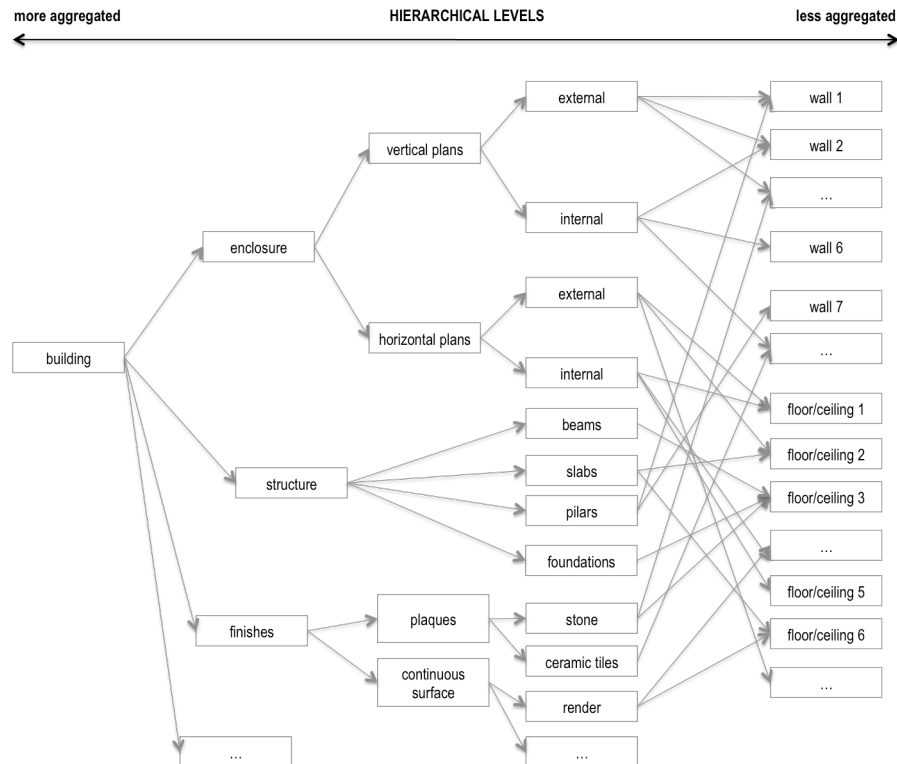 more aggregated
HIERARCHICAL LEVELS
less aggregated
building
enclosure
structure
finishes
...
vertical plans
horizontal plans
plaques
continuous
surface
external
internal
external
internal
beams
slabs
pilars
foundations
stone
ceramic tiles
render
...
wall 1
wall 2
...
wall 6
wall 7
...
floor/ceiling 1
floor/ceiling 2
floor/ceiling 3
...
floor/ceiling 5
floor/ceiling 6
...